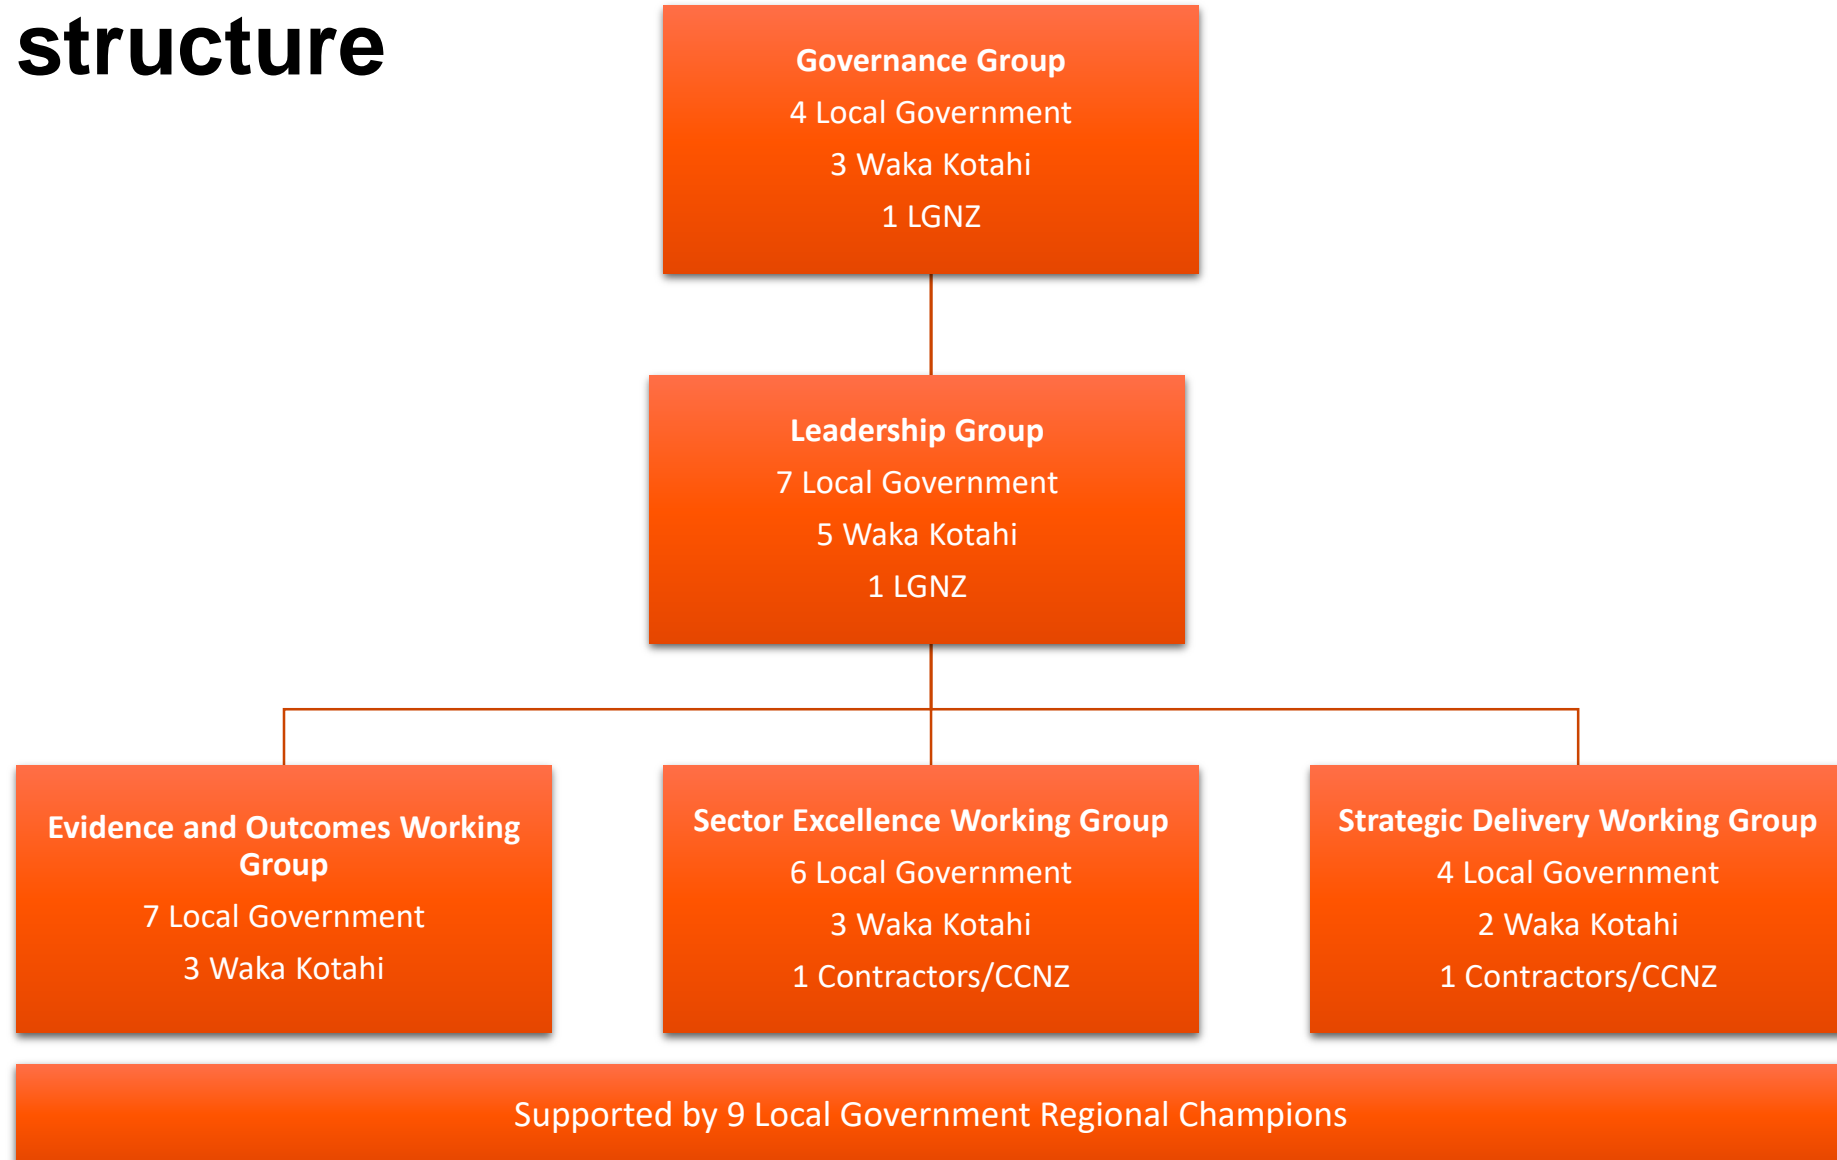 structure
Governance Group
4 Local Government
3 Waka Kotahi
1 LGNZ
Leadership Group
7 Local Government
5 Waka Kotahi
1 LGNZ
Evidence and Outcomes Working
Group
7 Local Government
3 Waka Kotahi
Sector Excellence Working Group
6 Local Government
3 Waka Kotahi
1 Contractors/CCNZ
Strategic Delivery Working Group
4 Local Government
2 Waka Kotahi
1 Contractors/CCNZ
Supported by 9 Local Government Regional Champions